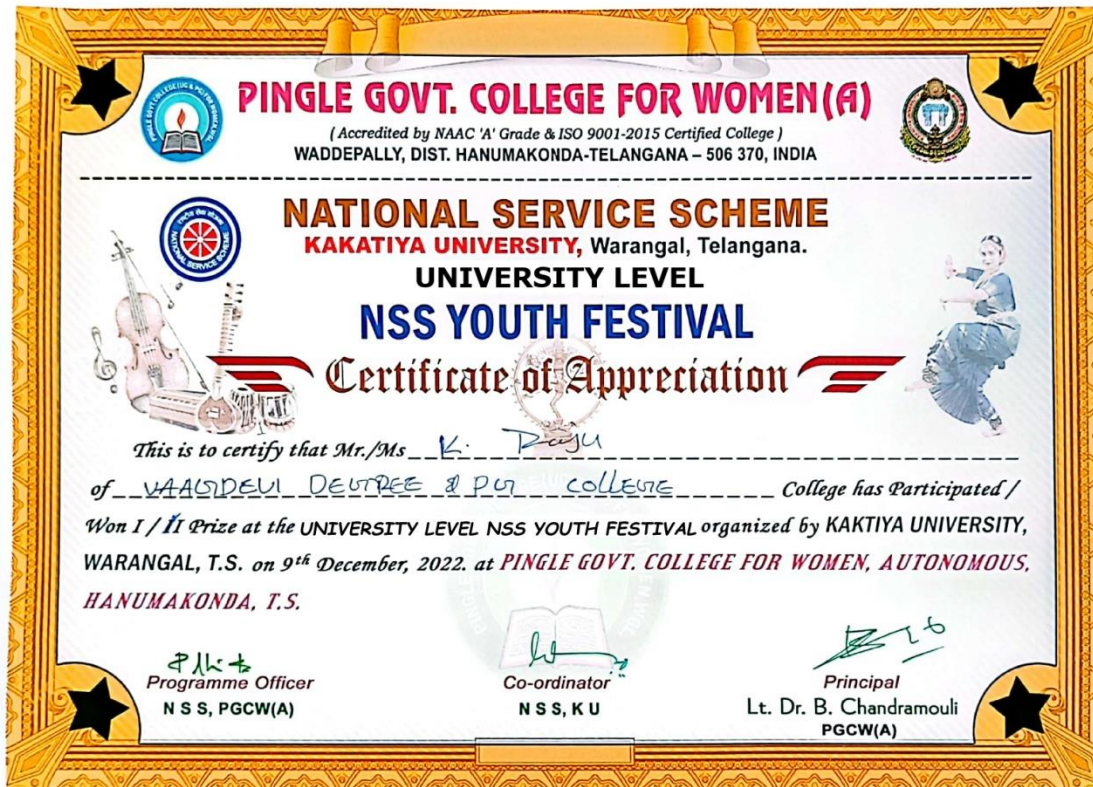 PINGLE GOVT. COLLEGE FOR WOMEN(A)
(Accredited by NAAC 'A' Grade & ISO 9001-2015 Certified College)
WADDEPALLY, DIST. HANUMAKONDA-TELANGANA – 506 370, INDIA
NATIONAL SERVICE SCHEME
NATIONAL SERVICE SCHEME
KAKATIYA UNIVERSITY, Warangal, Telangana.
UNIVERSITY LEVEL
NSS YOUTH FESTIVAL
Certificate of Appreciation
This is to certify that Mr./Ms K. Raju
of VAAGDEVI DEGREE & PG COLLEGE College has Participated /
Won I / II Prize at the UNIVERSITY LEVEL NSS YOUTH FESTIVAL organized by KAKTIYA UNIVERSITY,
WARANGAL, T.S. on 9th December, 2022. at PINGLE GOVT. COLLEGE FOR WOMEN, AUTONOMOUS,
HANUMAKONDA, T.S.
Programme Officer
N S S, PGCW(A)
Co-ordinator
N S S, K U
Principal
Lt. Dr. B. Chandramouli
PGCW(A)